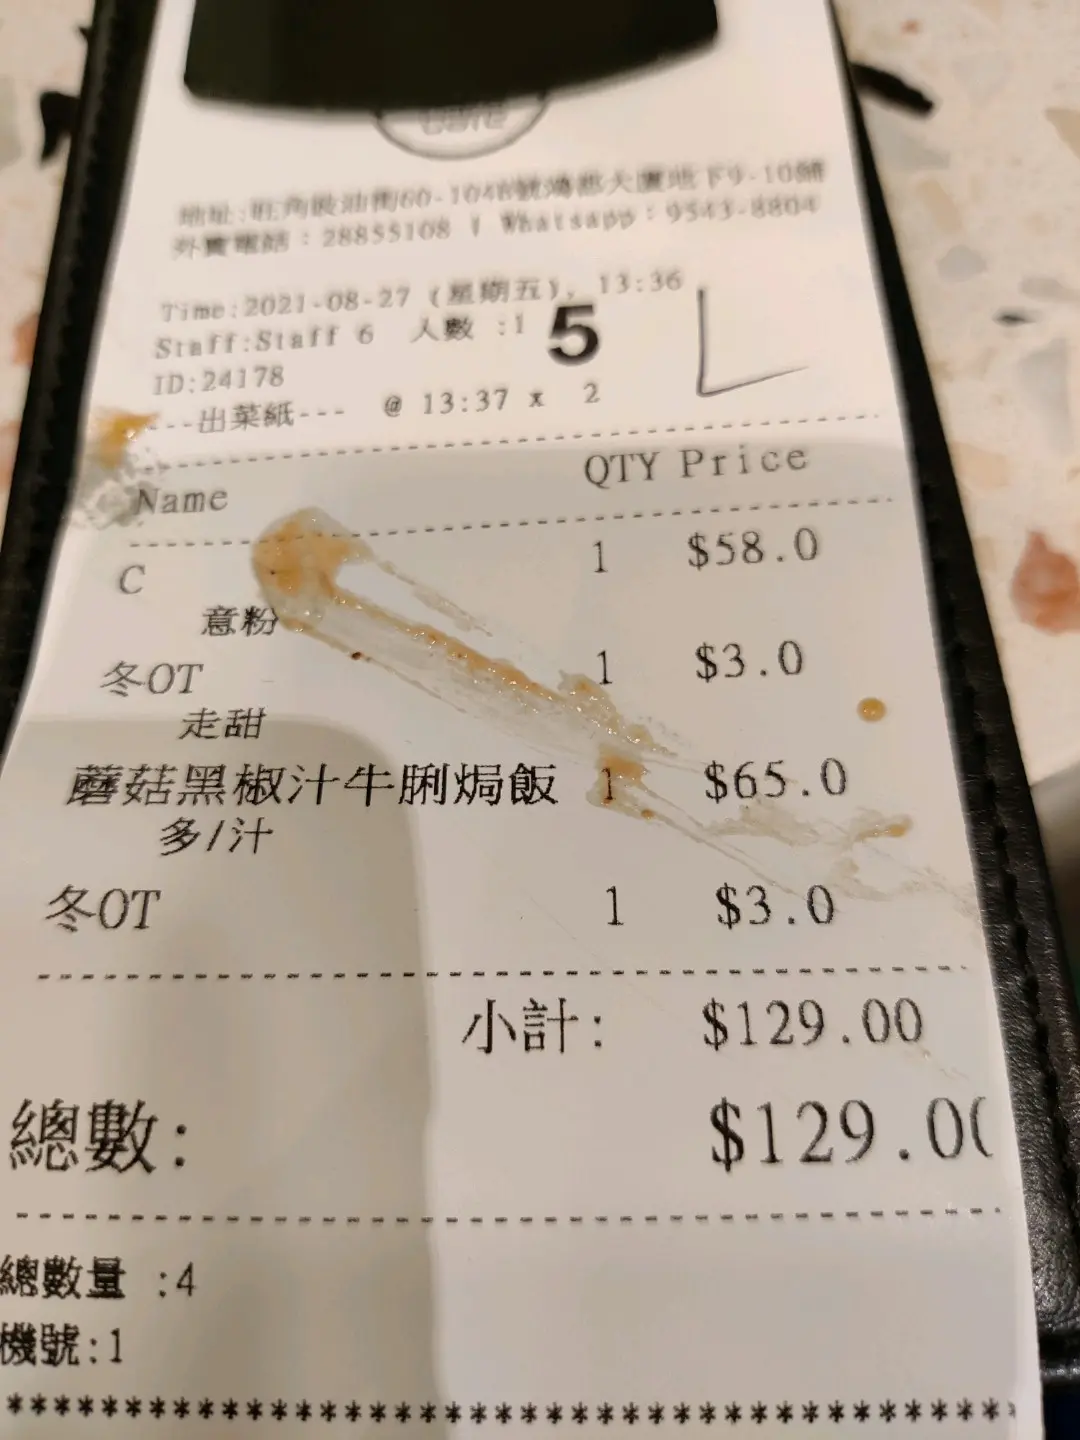 Cafe
地址:旺角豉油街60-104B號鴻都大廈地下9-10舖
外賣電話:28855108 | Whatsapp:9543-8804
Time:2021-08-27 (星期五), 13:36
Staff:Staff 6 人數 :1 5
ID:24178
---出菜紙--- @ 13:37 x 2
Name QTY Price
C 1 $58.0
意粉
冬OT 1 $3.0
走甜
蘑菇黑椒汁牛脷焗飯 1 $65.0
多/汁
冬OT 1 $3.0
小計: $129.00
總數: $129.00
總數量 :4
機號:1
*****************************************